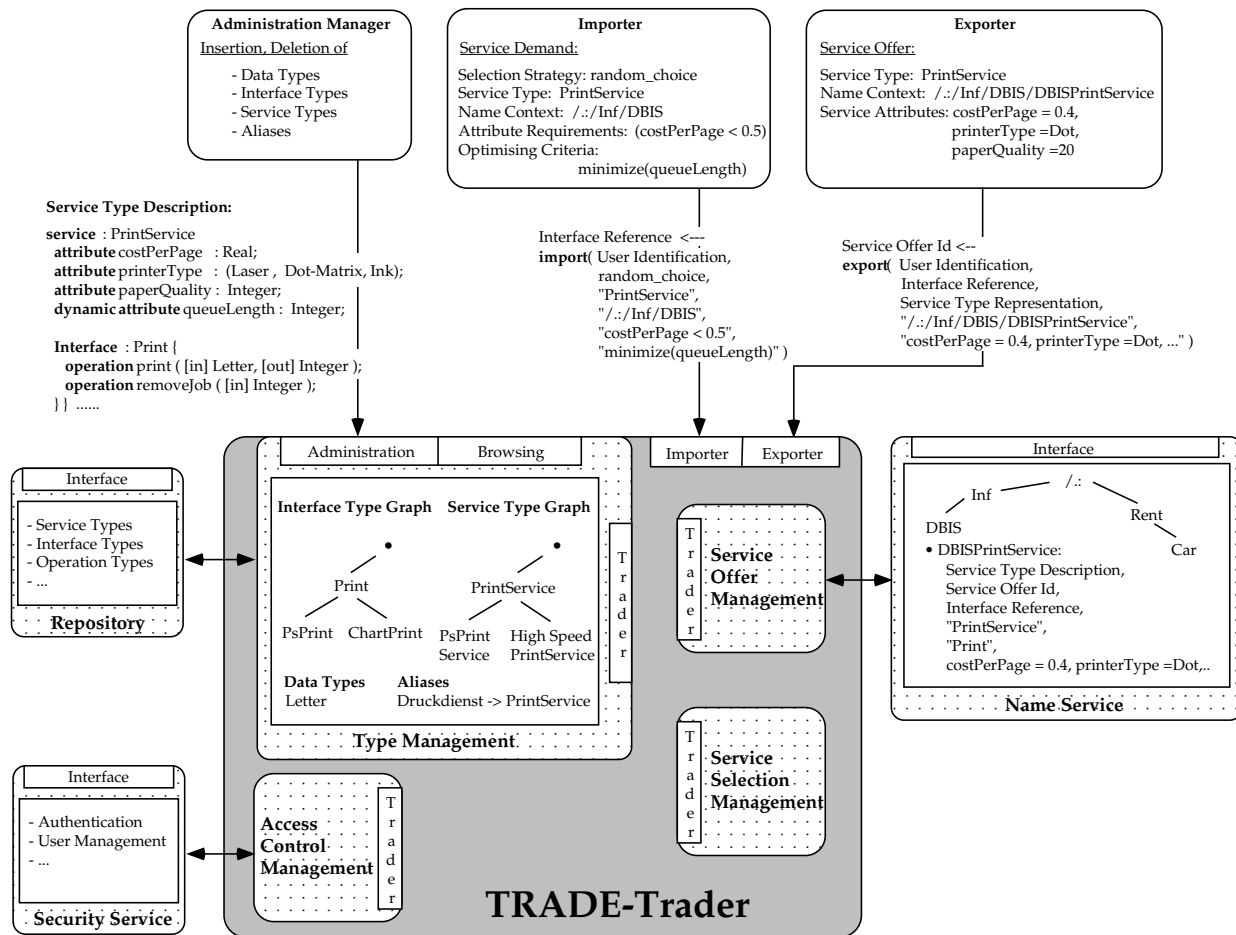 Administration Manager
Insertion, Deletion of
- Data Types
- Interface Types
- Service Types
- Aliases
Importer
Service Demand:
Selection Strategy: random_choice
Service Type: PrintService
Name Context: /.:/Inf/DBIS
Attribute Requirements: (costPerPage < 0.5)
Optimising Criteria:
minimize(queueLength)
Exporter
Service Offer:
Service Type: PrintService
Name Context: /.:/Inf/DBIS/DBISPrintService
Service Attributes: costPerPage = 0.4,
printerType =Dot,
paperQuality =20
Service Type Description:
service : PrintService
attribute costPerPage : Real;
attribute printerType : (Laser , Dot-Matrix, Ink);
attribute paperQuality : Integer;
dynamic attribute queueLength : Integer;
Interface : Print {
operation print ( [in] Letter, [out] Integer );
operation removeJob ( [in] Integer );
} } ......
Interface Reference <---
import( User Identification,
random_choice,
"PrintService",
"/.:/Inf/DBIS",
"costPerPage < 0.5",
"minimize(queueLength)" )
Service Offer Id <--
export( User Identification,
Interface Reference,
Service Type Representation,
"/.:/Inf/DBIS/DBISPrintService",
"costPerPage = 0.4, printerType =Dot, ..." )
Interface
- Service Types
- Interface Types
- Operation Types
- ...
Repository
Administration
Browsing
Interface Type Graph
Service Type Graph
Print
PsPrint
ChartPrint
PrintService
PsPrint
Service
High Speed
PrintService
Data Types
Letter
Aliases
Druckdienst -> PrintService
Type Management
Trader
Importer
Exporter
Trader
Service
Offer
Management
Trader
Service
Selection
Management
Interface
/.:
Inf
Rent
DBIS
Car
• DBISPrintService:
Service Type Description,
Service Offer Id,
Interface Reference,
"PrintService",
"Print",
costPerPage = 0.4, printerType =Dot,..
Name Service
Interface
- Authentication
- User Management
- ...
Security Service
Access
Control
Management
Trader
TRADE-Trader